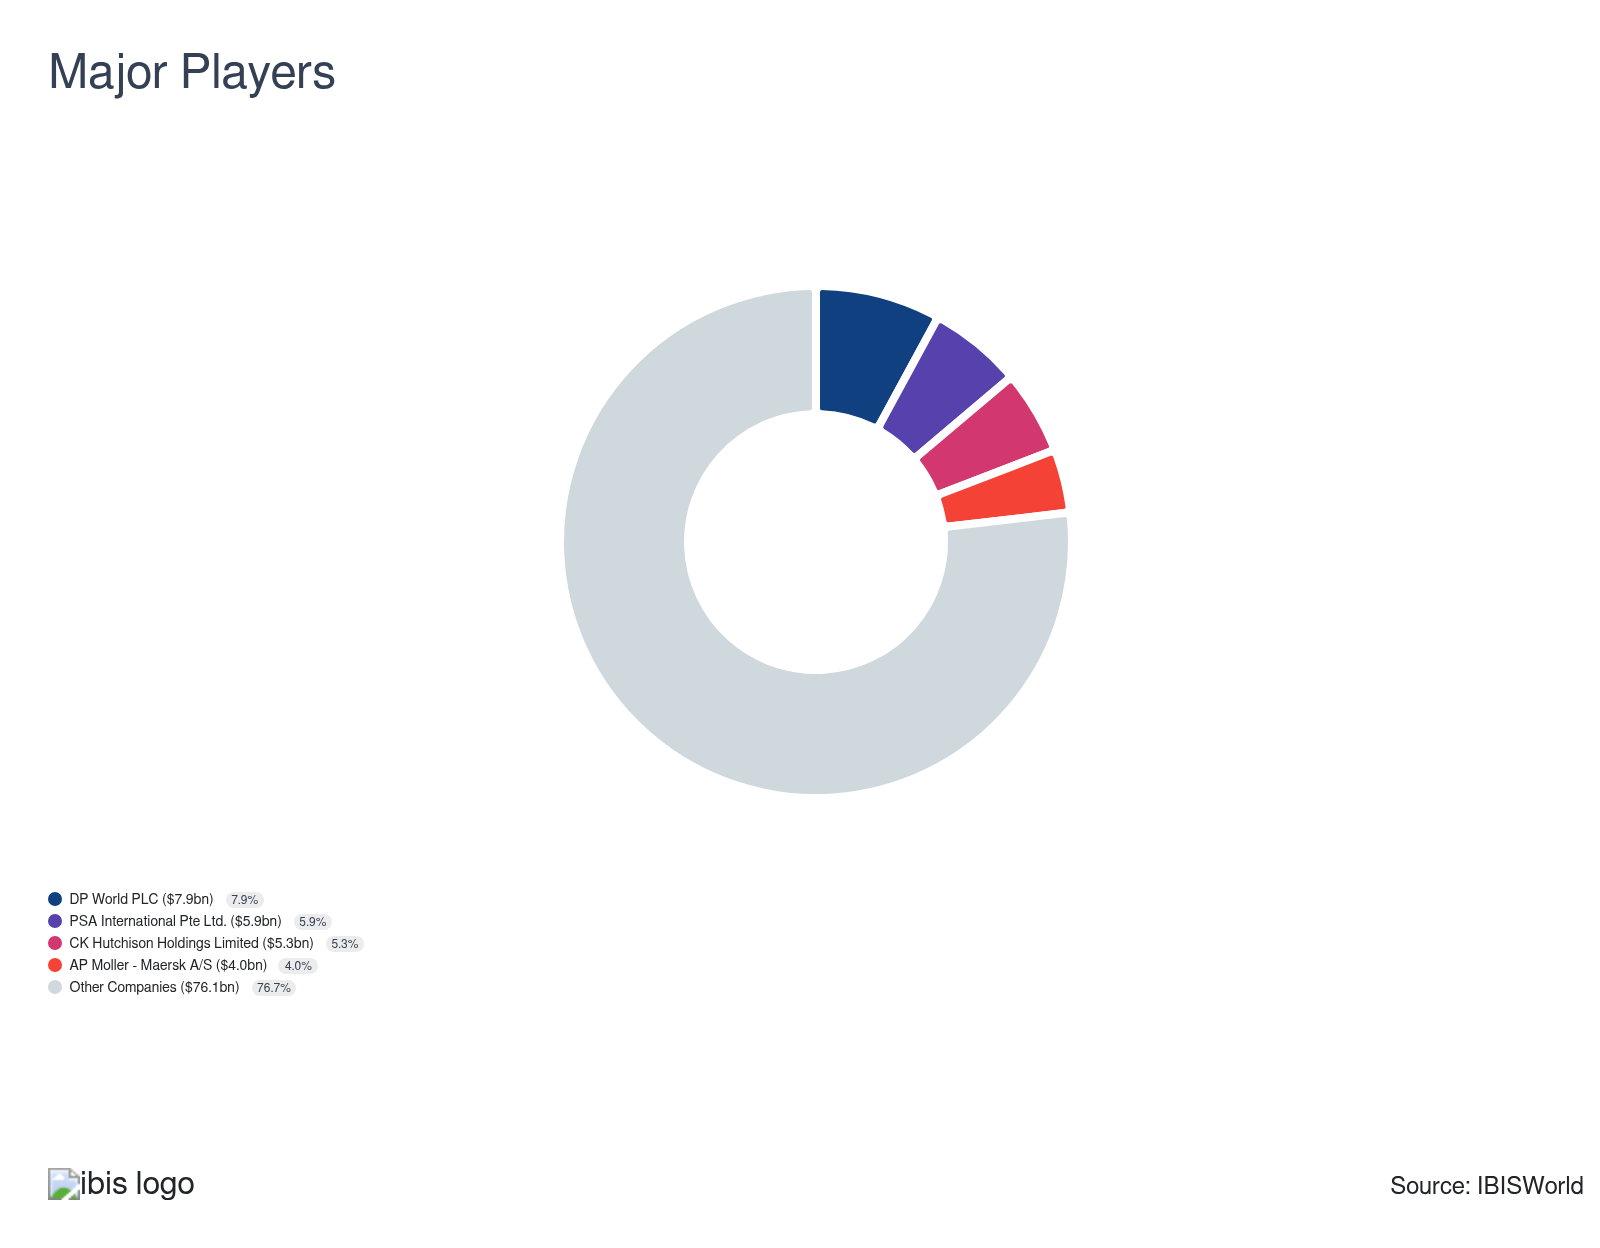 Major Players
DP World PLC ($7.9bn) 7.9%
PSA International Pte Ltd. ($5.9bn) 5.9%
CK Hutchison Holdings Limited ($5.3bn) 5.3%
AP Moller - Maersk A/S ($4.0bn) 4.0%
Other Companies ($76.1bn) 76.7%
ibis logo
Source: IBISWorld